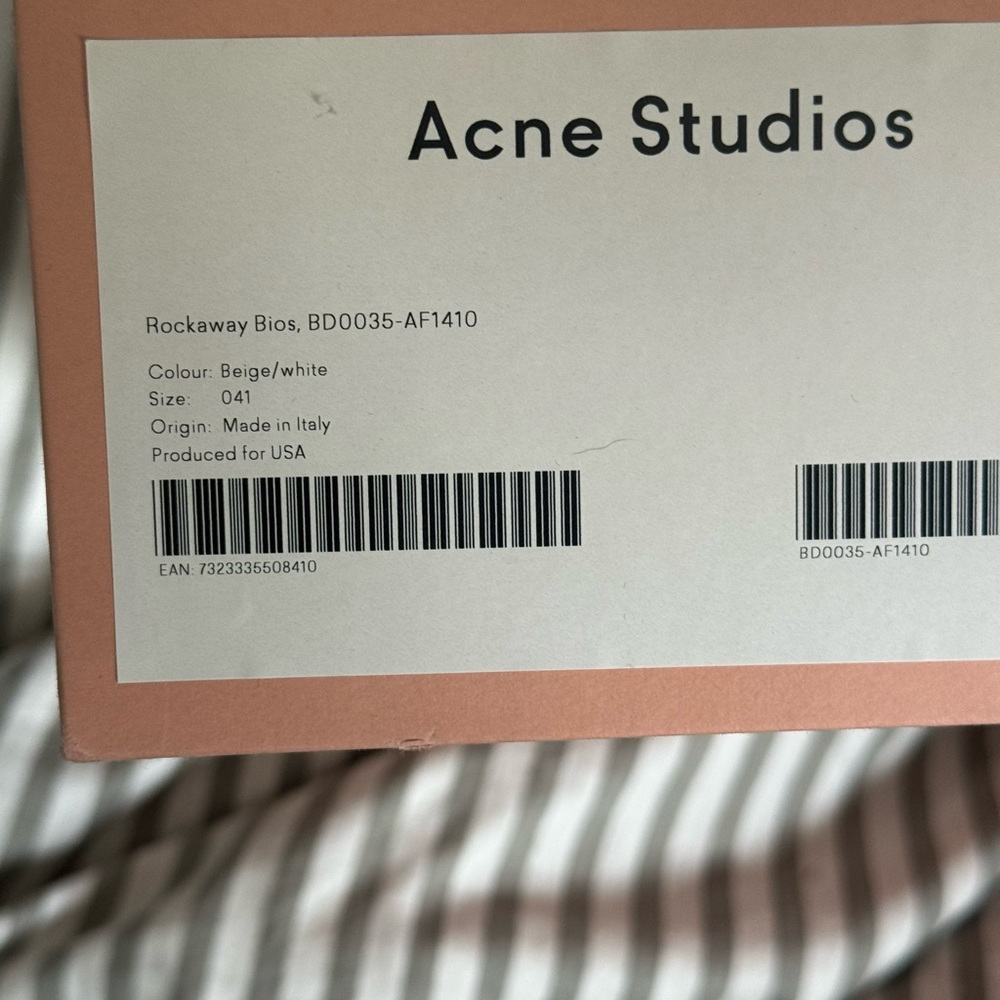 Acne Studios
Rockaway Bios, BD0035-AF1410
Colour: Beige/white
Size: 041
Origin: Made in Italy
Produced for USA
EAN: 7323335508410
BD0035-AF1410